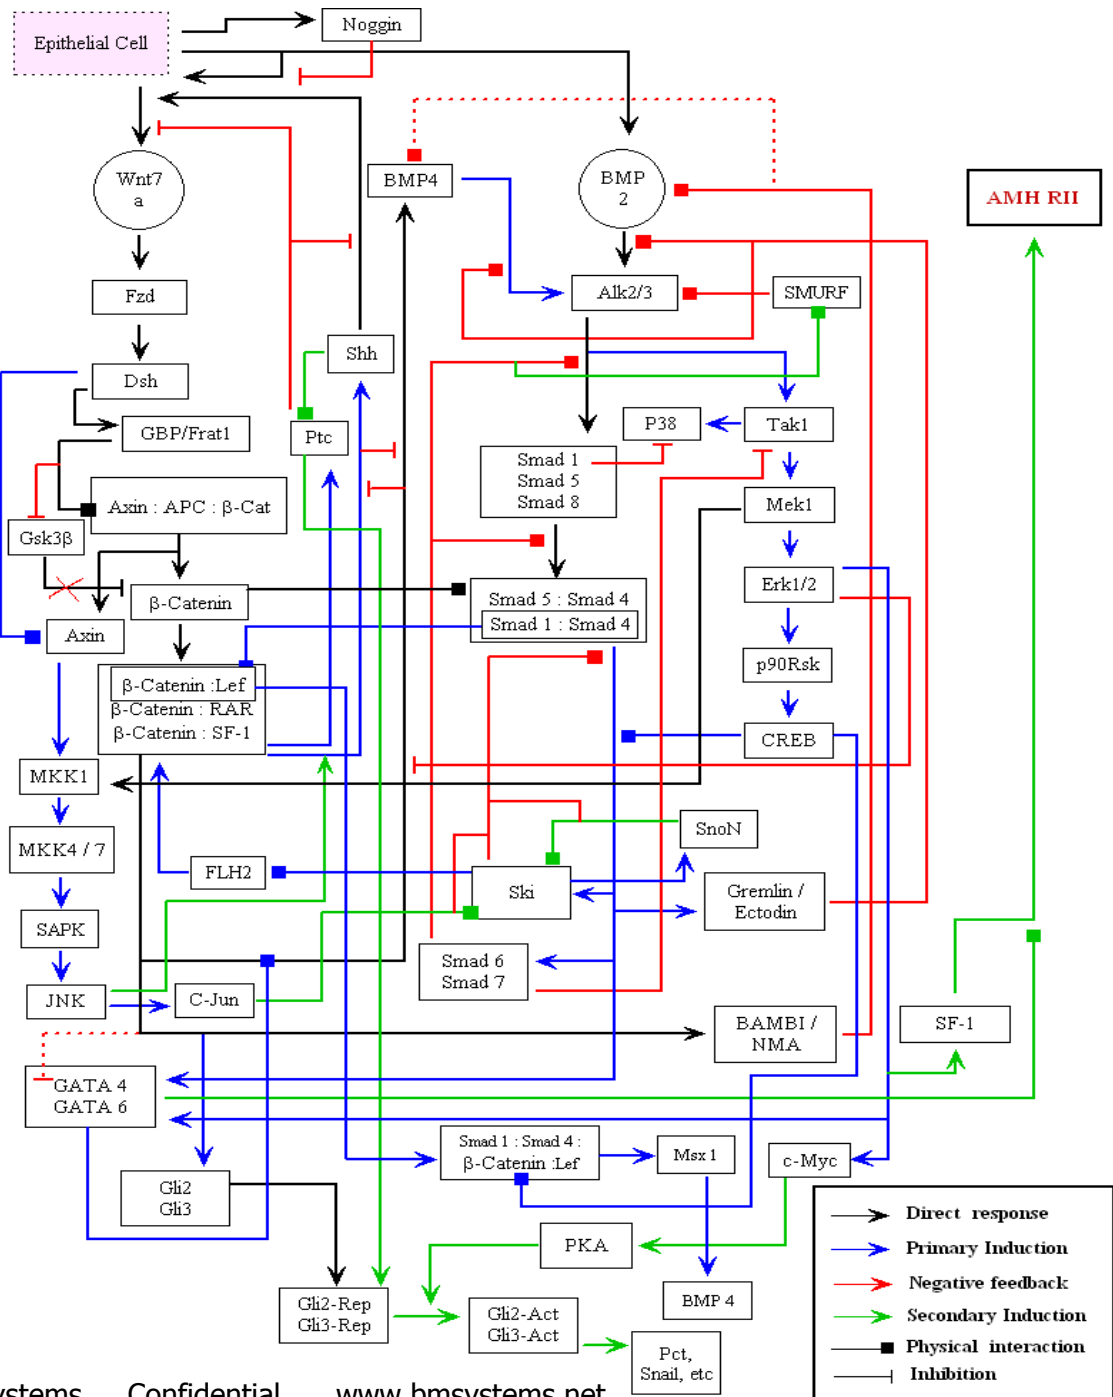 Epithelial Cell
Noggin
Wnt7
a
BMP4
BMP
2
AMH RII
Fzd
Alk2/3
SMURF
Shh
Dsh
GBP/Frat1
Ptc
P38
Tak1
Smad 1
Smad 5
Smad 8
Axin : APC : β-Cat
Mek1
Gsk3β
β-Catenin
Erk1/2
Smad 5 : Smad 4
Smad 1 : Smad 4
Axin
p90Rsk
β-Catenin :Lef
β-Catenin : RAR
β-Catenin : SF-1
CREB
MKK1
SnoN
MKK4 / 7
FLH2
Ski
Gremlin /
Ectodin
SAPK
Smad 6
Smad 7
JNK
C-Jun
BAMBI /
NMA
SF-1
GATA 4
GATA 6
Smad 1 : Smad 4 :
β-Catenin :Lef
Msx1
c-Myc
Gli2
Gli3
PKA
BMP 4
Gli2-Rep
Gli3-Rep
Gli2-Act
Gli3-Act
Pct,
Snail, etc
Direct response
Primary Induction
Negative feedback
Secondary Induction
Physical interaction
Inhibition
ystems Confidential www.bmsystems.net